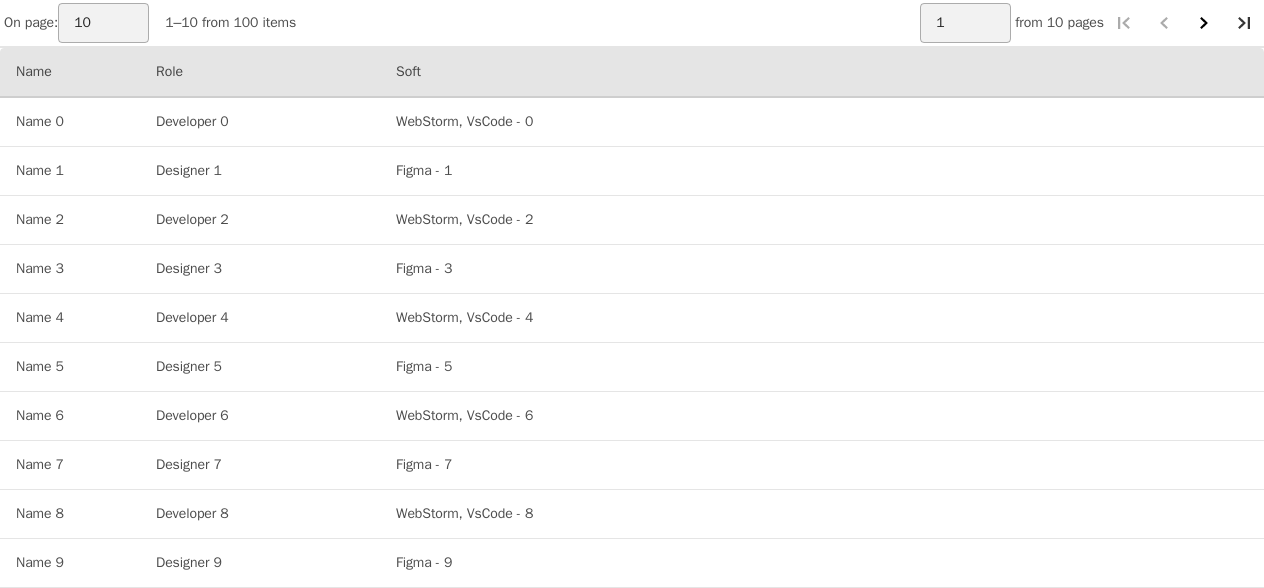 On page: 10 1–10 from 100 items 1 from 10 pages
Name Role Soft
Name 0 Developer 0 WebStorm, VsCode - 0
Name 1 Designer 1 Figma - 1
Name 2 Developer 2 WebStorm, VsCode - 2
Name 3 Designer 3 Figma - 3
Name 4 Developer 4 WebStorm, VsCode - 4
Name 5 Designer 5 Figma - 5
Name 6 Developer 6 WebStorm, VsCode - 6
Name 7 Designer 7 Figma - 7
Name 8 Developer 8 WebStorm, VsCode - 8
Name 9 Designer 9 Figma - 9